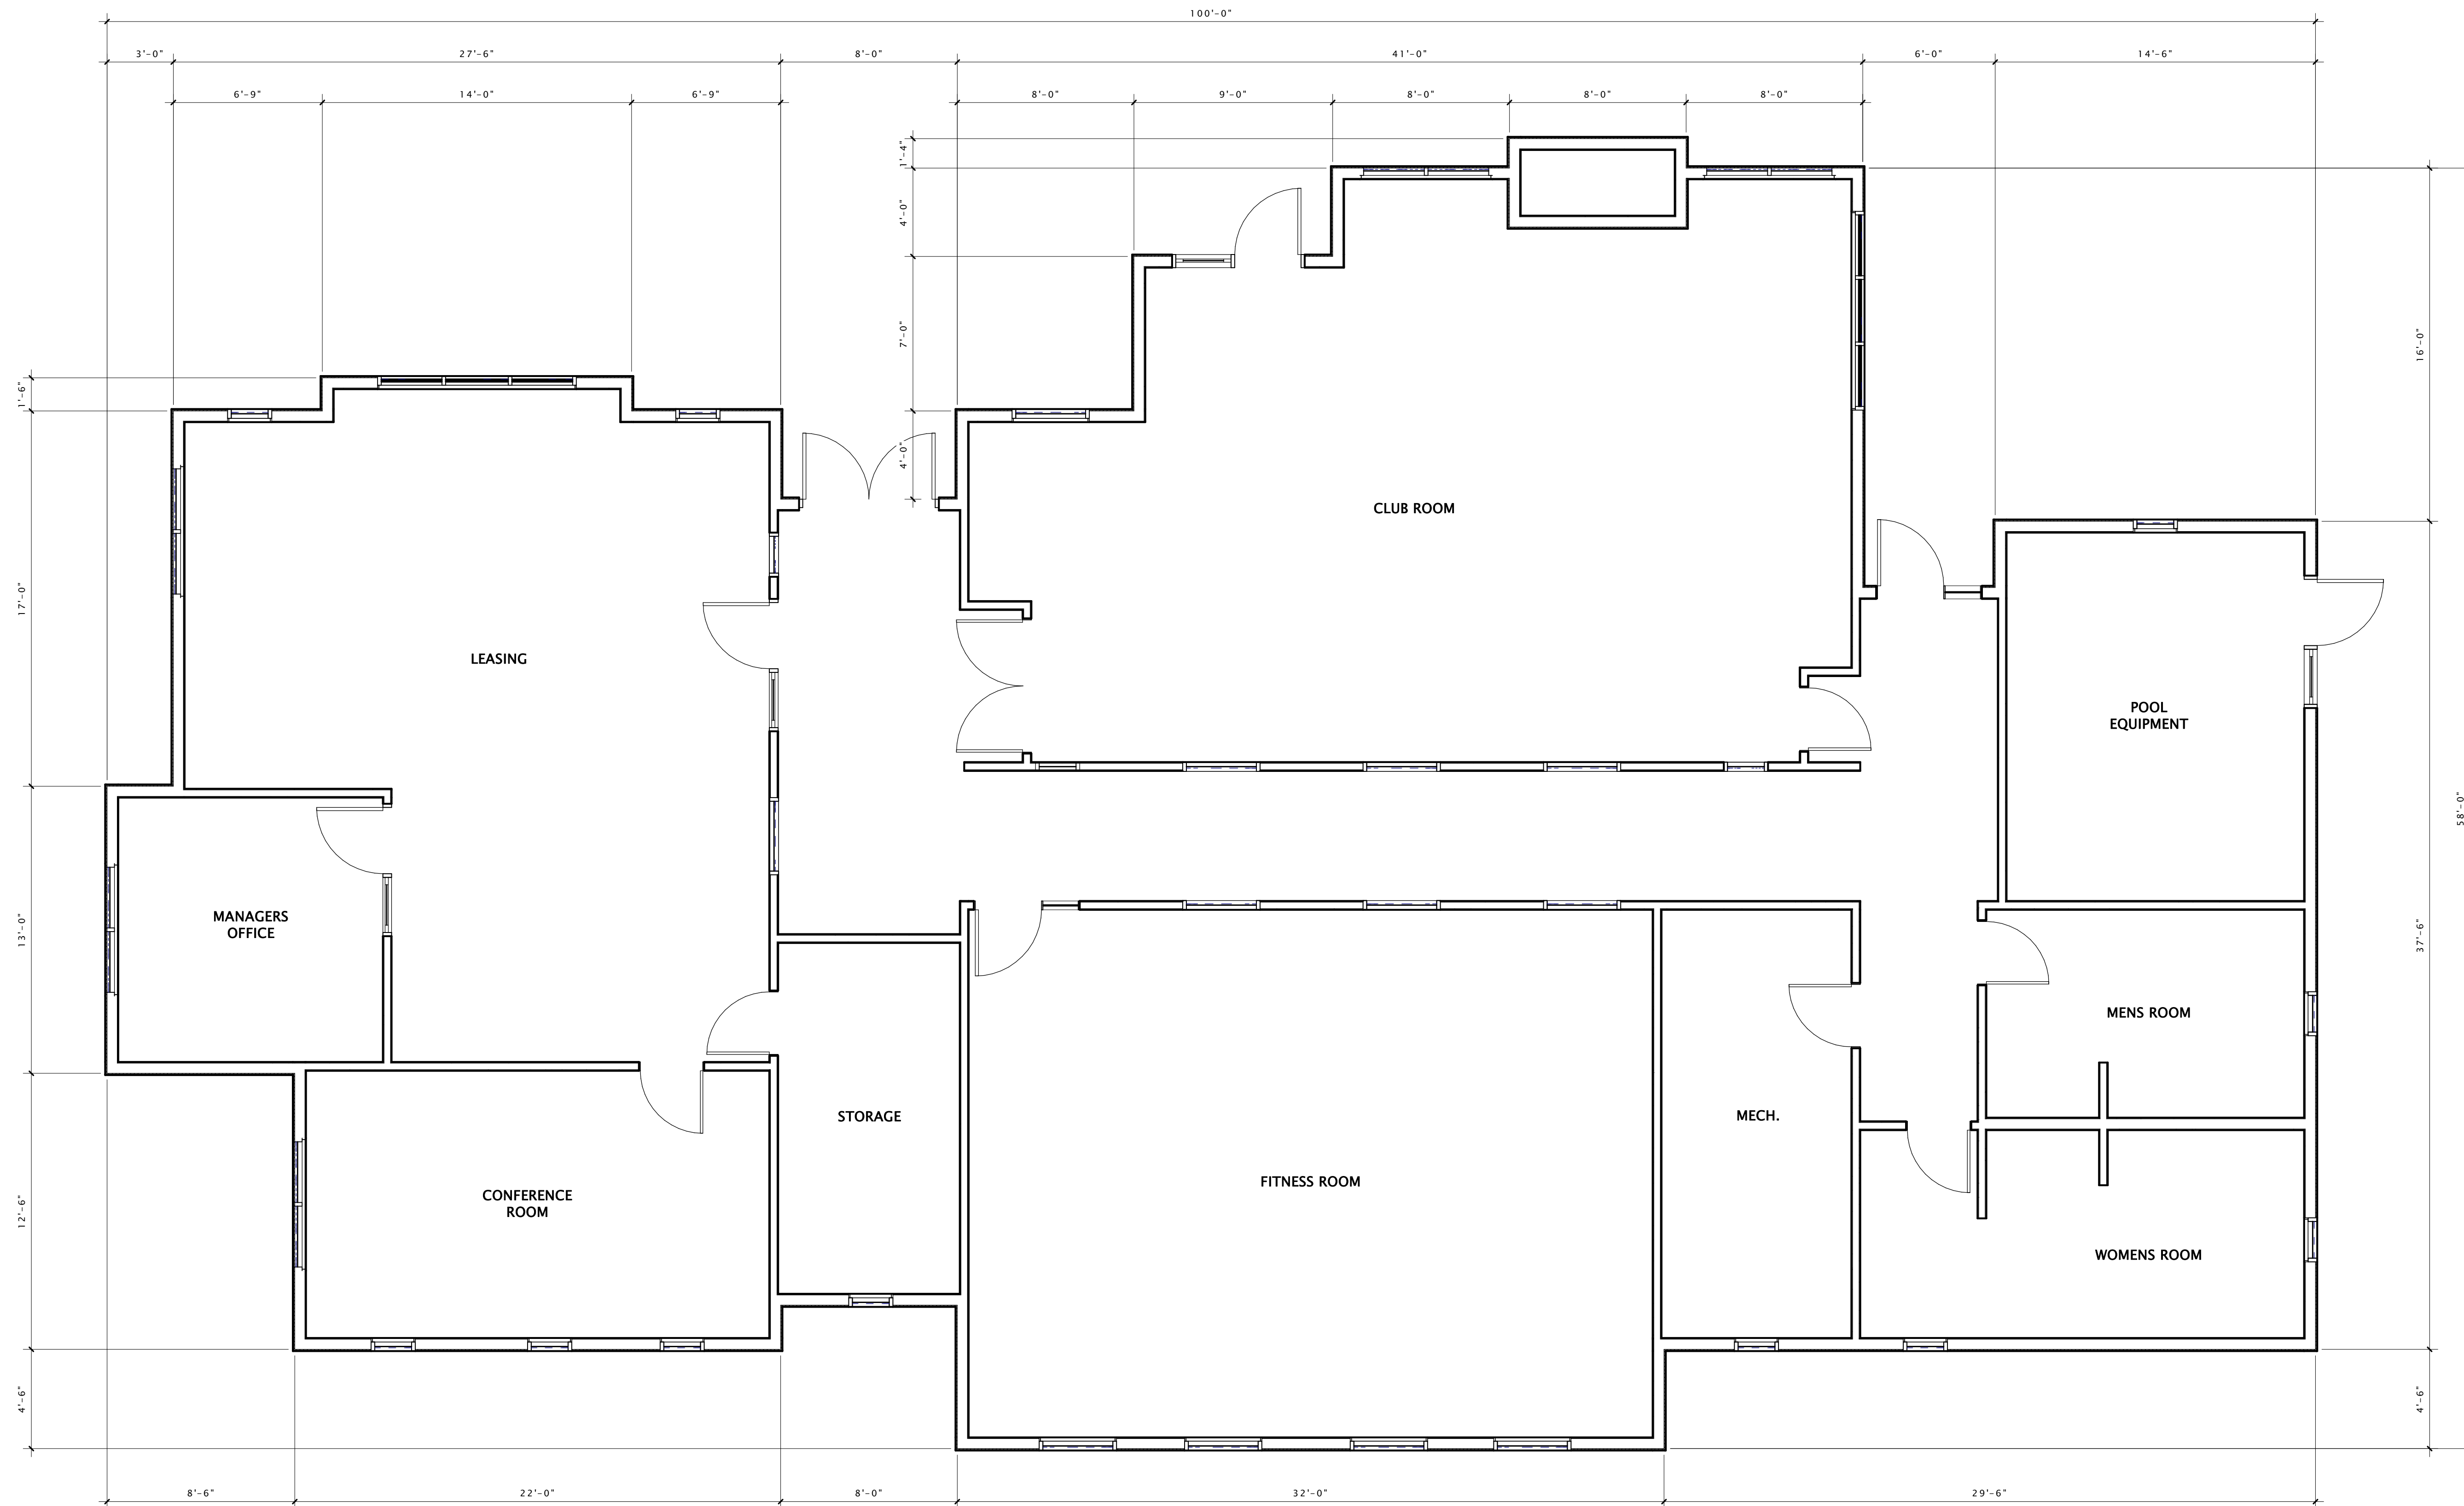 100'-0"
3'-0"
27'-6"
8'-0"
41'-0"
6'-0"
14'-6"
6'-9"
14'-0"
6'-9"
8'-0"
9'-0"
8'-0"
8'-0"
8'-0"
1'-4"
4'-0"
7'-0"
4'-0"
1'-6"
17'-0"
13'-0"
12'-6"
4'-6"
16'-0"
37'-6"
4'-6"
58'-0"
CLUB ROOM
LEASING
POOL
EQUIPMENT
MANAGERS
OFFICE
MENS ROOM
STORAGE
MECH.
FITNESS ROOM
CONFERENCE
ROOM
WOMENS ROOM
8'-6"
22'-0"
8'-0"
32'-0"
29'-6"